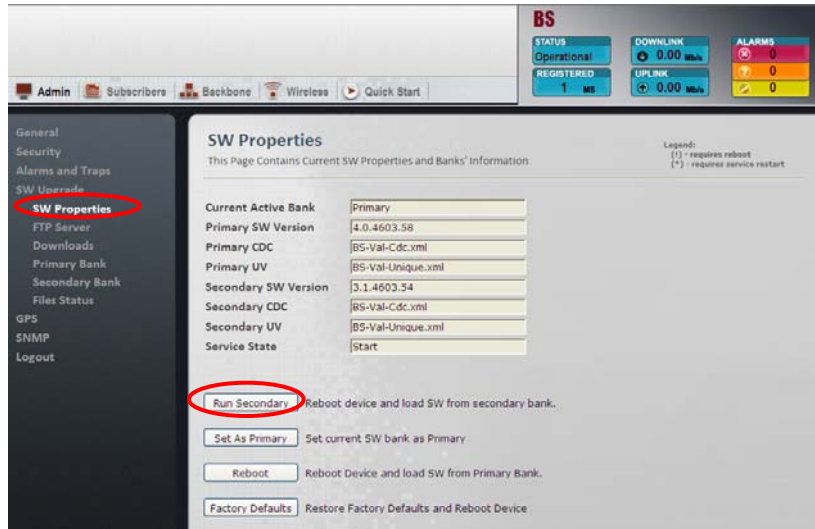 BS
STATUS
Operational
DOWNLINK
0.00 Mb/s
ALARMS
0
REGISTERED
1 MS
UPLINK
0.00 Mb/s
0
0
Admin Subscribers Backbone Wireless Quick Start
General
Security
Alarms and Traps
SW Upgrade
SW Properties
FTP Server
Downloads
Primary Bank
Secondary Bank
Files Status
GPS
SNMP
Logout
SW Properties
This Page Contains Current SW Properties and Banks' Information
Legend:
(!) - requires reboot
(*) - requires service restart
Current Active Bank Primary
Primary SW Version 4.0.4603.58
Primary CDC BS-Val-Cdc.xml
Primary UV BS-Val-Unique.xml
Secondary SW Version 3.1.4603.54
Secondary CDC BS-Val-Cdc.xml
Secondary UV BS-Val-Unique.xml
Service State Start
Run Secondary Reboot device and load SW from secondary bank.
Set As Primary Set current SW bank as Primary
Reboot Reboot Device and load SW from Primary Bank.
Factory Defaults Restore Factory Defaults and Reboot Device